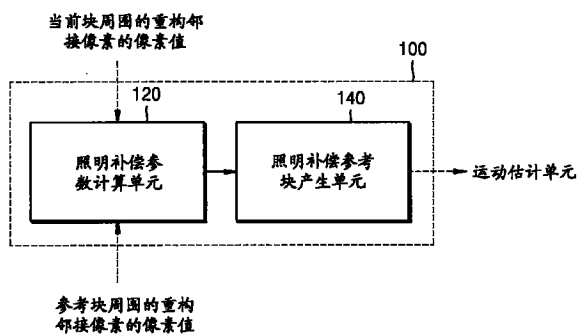 当前块周围的重构邻
接像素的像素值
100
120
140
照明补偿参
数计算单元
照明补偿参考
块产生单元
运动估计单元
参考块周围的重构
邻接像素的像素值